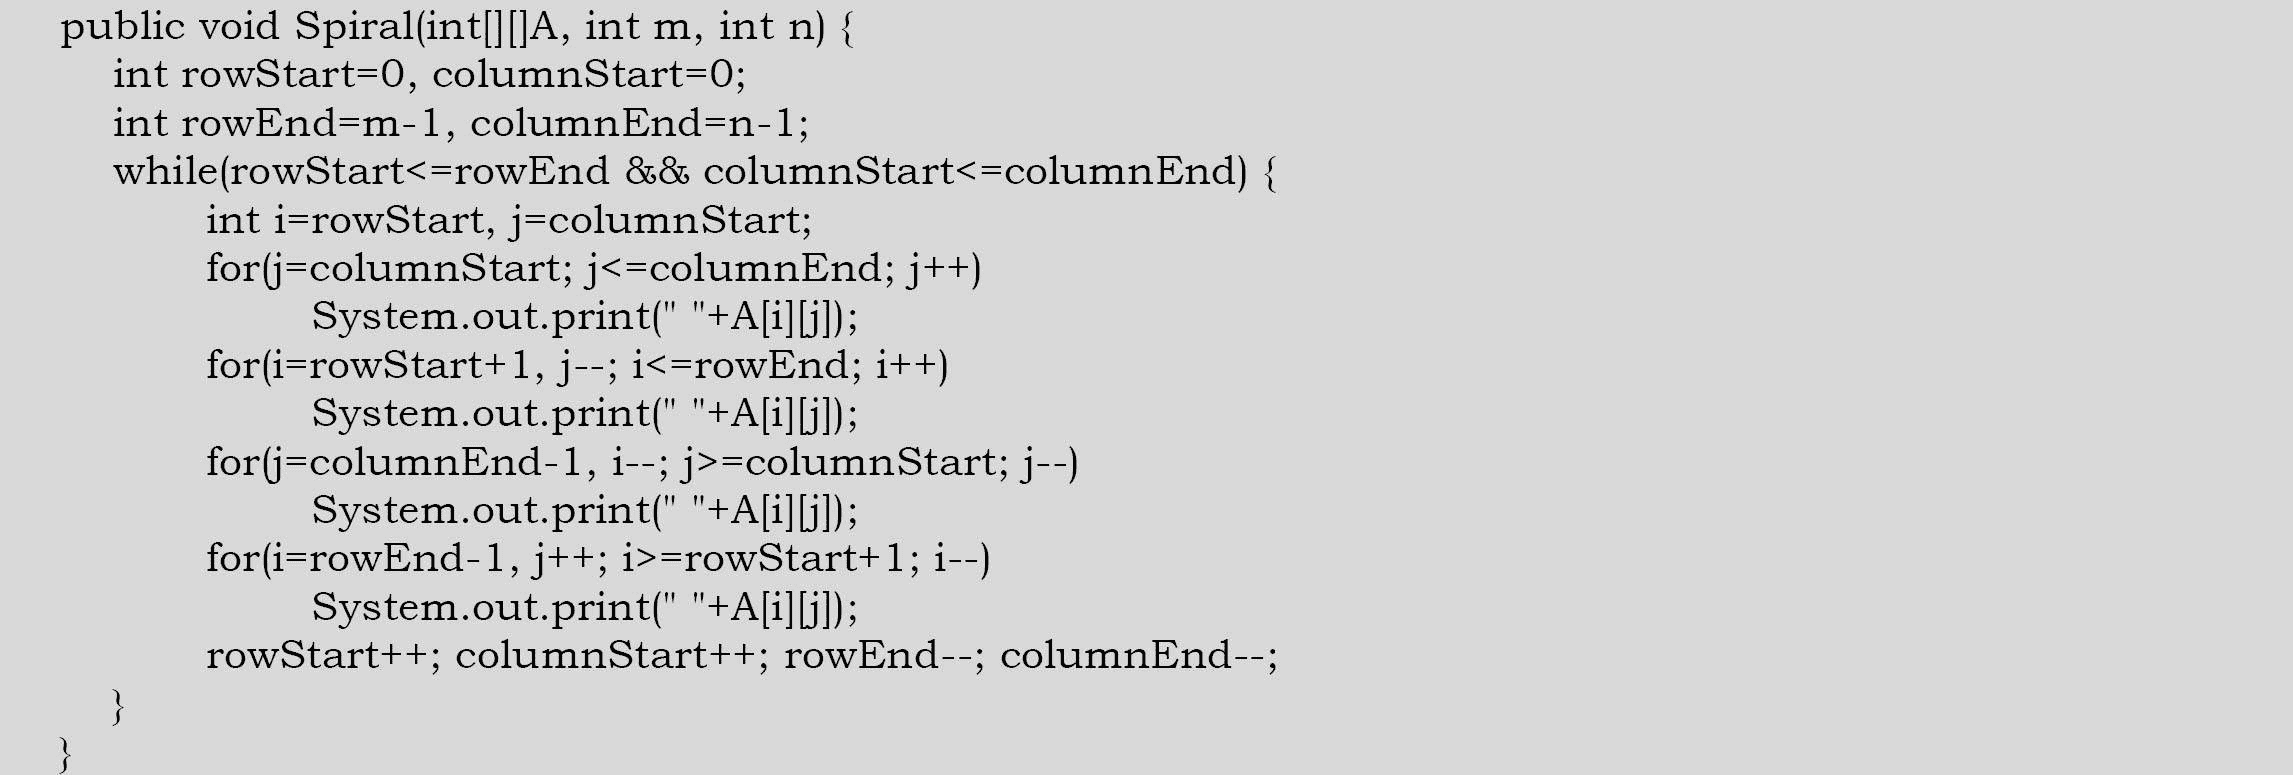 public void Spiral(int[][]A, int m, int n) {
int rowStart=0, columnStart=0;
int rowEnd=m-1, columnEnd=n-1;
while(rowStart<=rowEnd && columnStart<=columnEnd) {
int i=rowStart, j=columnStart;
for(j=columnStart; j<=columnEnd; j++)
System.out.print(" "+A[i][j]);
for(i=rowStart+1, j--; i<=rowEnd; i++)
System.out.print(" "+A[i][j]);
for(j=columnEnd-1, i--; j>=columnStart; j--)
System.out.print(" "+A[i][j]);
for(i=rowEnd-1, j++; i>=rowStart+1; i--)
System.out.print(" "+A[i][j]);
rowStart++; columnStart++; rowEnd--; columnEnd--;
}
}